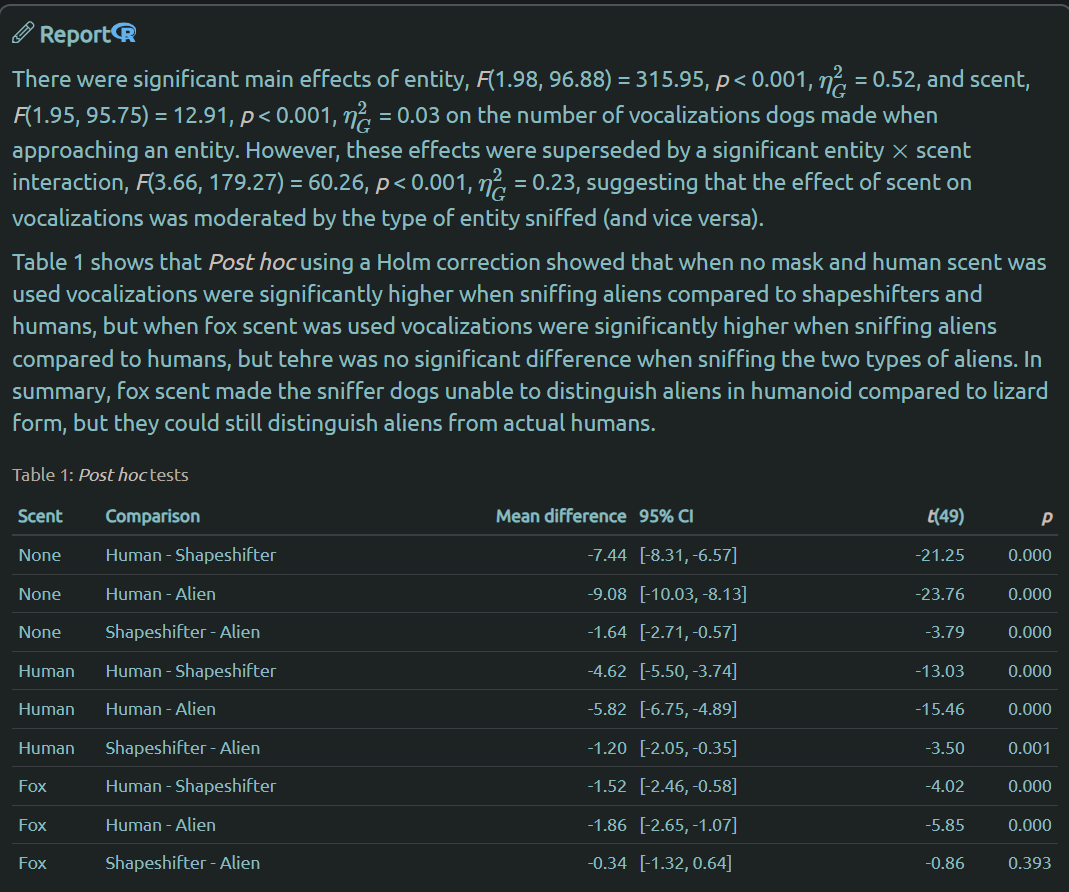 Report R
There were significant main effects of entity, F(1.98, 96.88) = 315.95, p < 0.001, η²G = 0.52, and scent,
F(1.95, 95.75) = 12.91, p < 0.001, η²G = 0.03 on the number of vocalizations dogs made when
approaching an entity. However, these effects were superseded by a significant entity × scent
interaction, F(3.66, 179.27) = 60.26, p < 0.001, η²G = 0.23, suggesting that the effect of scent on
vocalizations was moderated by the type of entity sniffed (and vice versa).
Table 1 shows that Post hoc using a Holm correction showed that when no mask and human scent was
used vocalizations were significantly higher when sniffing aliens compared to shapeshifters and
humans, but when fox scent was used vocalizations were significantly higher when sniffing aliens
compared to humans, but tehre was no significant difference when sniffing the two types of aliens. In
summary, fox scent made the sniffer dogs unable to distinguish aliens in humanoid compared to lizard
form, but they could still distinguish aliens from actual humans.
Table 1: Post hoc tests
Scent Comparison Mean difference 95% CI t(49) p
None Human - Shapeshifter -7.44 [-8.31, -6.57] -21.25 0.000
None Human - Alien -9.08 [-10.03, -8.13] -23.76 0.000
None Shapeshifter - Alien -1.64 [-2.71, -0.57] -3.79 0.000
Human Human - Shapeshifter -4.62 [-5.50, -3.74] -13.03 0.000
Human Human - Alien -5.82 [-6.75, -4.89] -15.46 0.000
Human Shapeshifter - Alien -1.20 [-2.05, -0.35] -3.50 0.001
Fox Human - Shapeshifter -1.52 [-2.46, -0.58] -4.02 0.000
Fox Human - Alien -1.86 [-2.65, -1.07] -5.85 0.000
Fox Shapeshifter - Alien -0.34 [-1.32, 0.64] -0.86 0.393